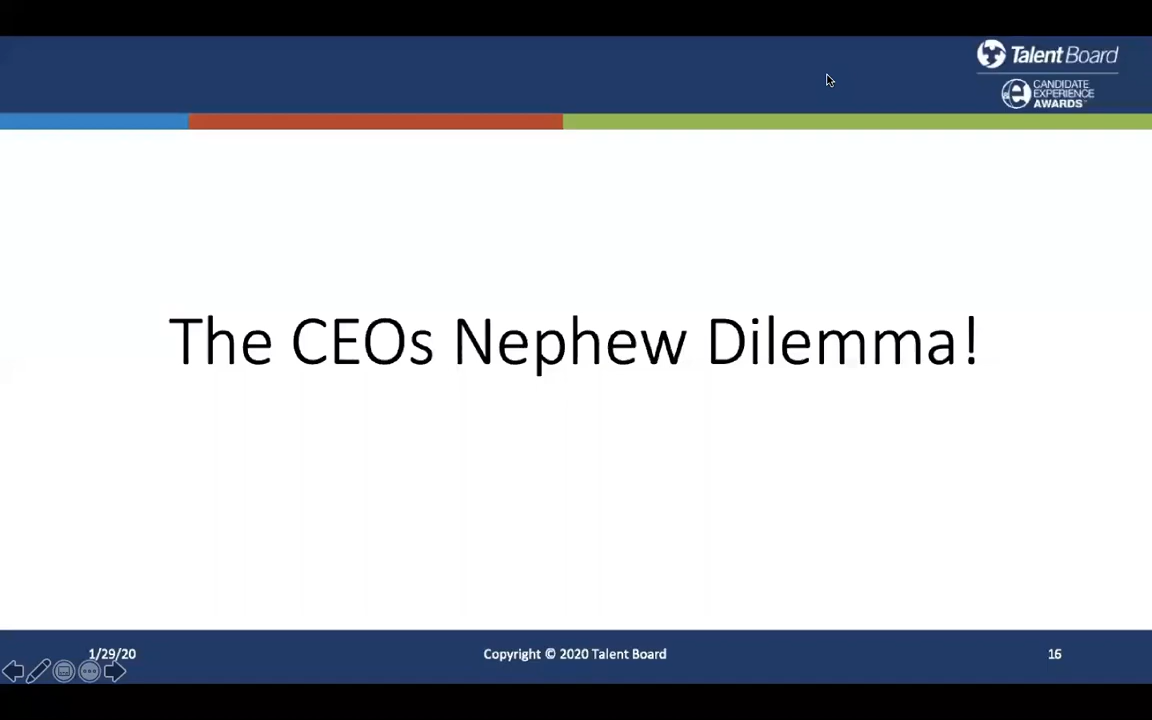 Talent Board
CANDIDATE
EXPERIENCE
AWARDS
The CEOs Nephew Dilemma!
1/29/20
Copyright © 2020 Talent Board
16